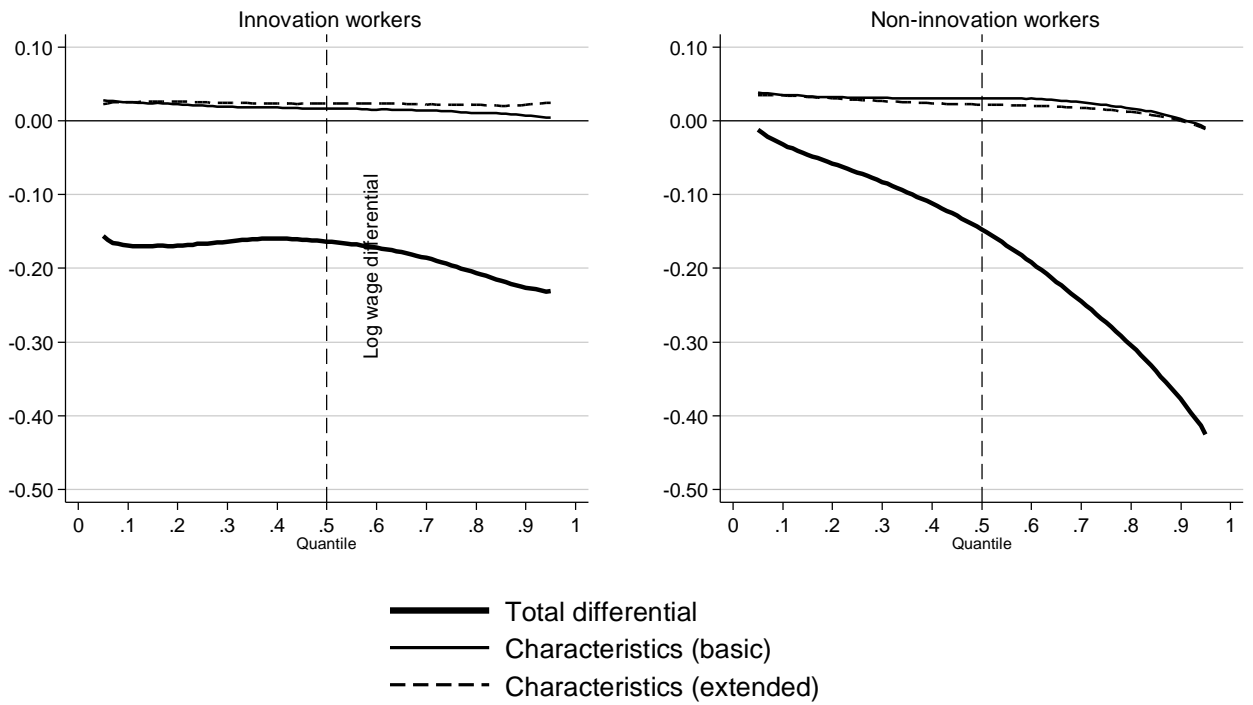 Innovation workers
0.10
0.00
-0.10
-0.20
-0.30
-0.40
-0.50
0 .1 .2 .3 .4 .5 .6 .7 .8 .9 1
Quantile
Log wage differential
Non-innovation workers
0.10
0.00
-0.10
-0.20
-0.30
-0.40
-0.50
0 .1 .2 .3 .4 .5 .6 .7 .8 .9 1
Quantile
Total differential
Characteristics (basic)
Characteristics (extended)